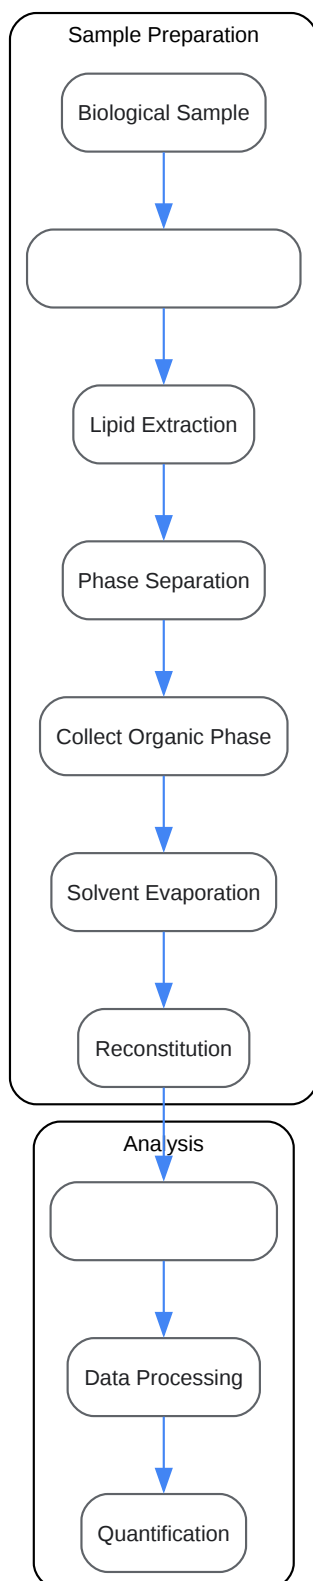 Sample Preparation
Biological Sample
Lipid Extraction
Phase Separation
Collect Organic Phase
Solvent Evaporation
Reconstitution
Analysis
Data Processing
Quantification